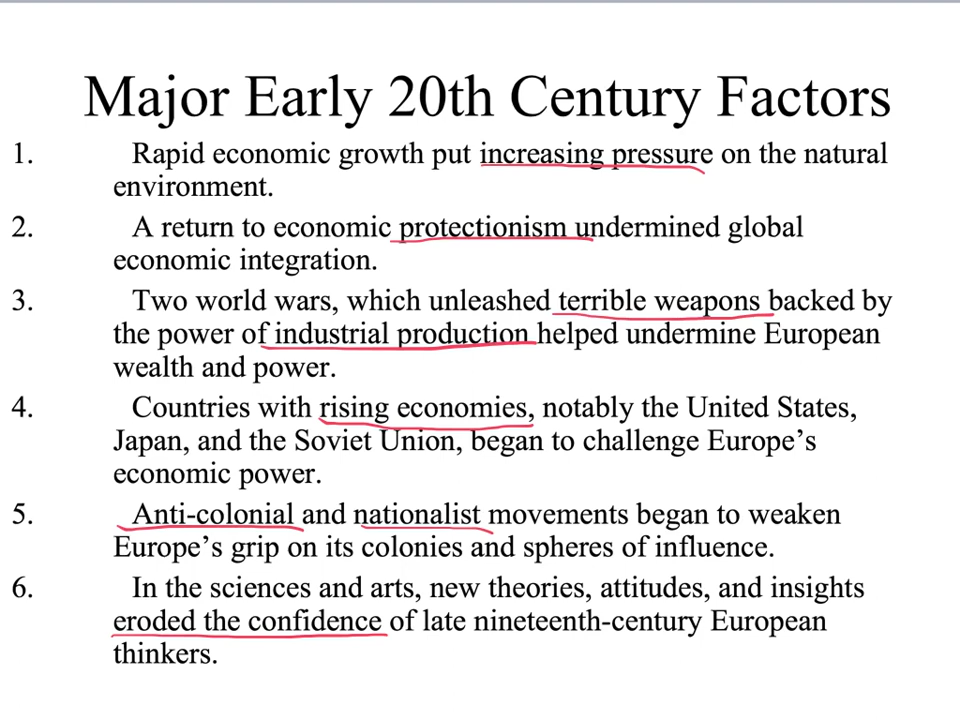 Major Early 20th Century Factors
1. Rapid economic growth put increasing pressure on the natural
environment.
2. A return to economic protectionism undermined global
economic integration.
3. Two world wars, which unleashed terrible weapons backed by
the power of industrial production helped undermine European
wealth and power.
4. Countries with rising economies, notably the United States,
Japan, and the Soviet Union, began to challenge Europe’s
economic power.
5. Anti-colonial and nationalist movements began to weaken
Europe’s grip on its colonies and spheres of influence.
6. In the sciences and arts, new theories, attitudes, and insights
eroded the confidence of late nineteenth-century European
thinkers.